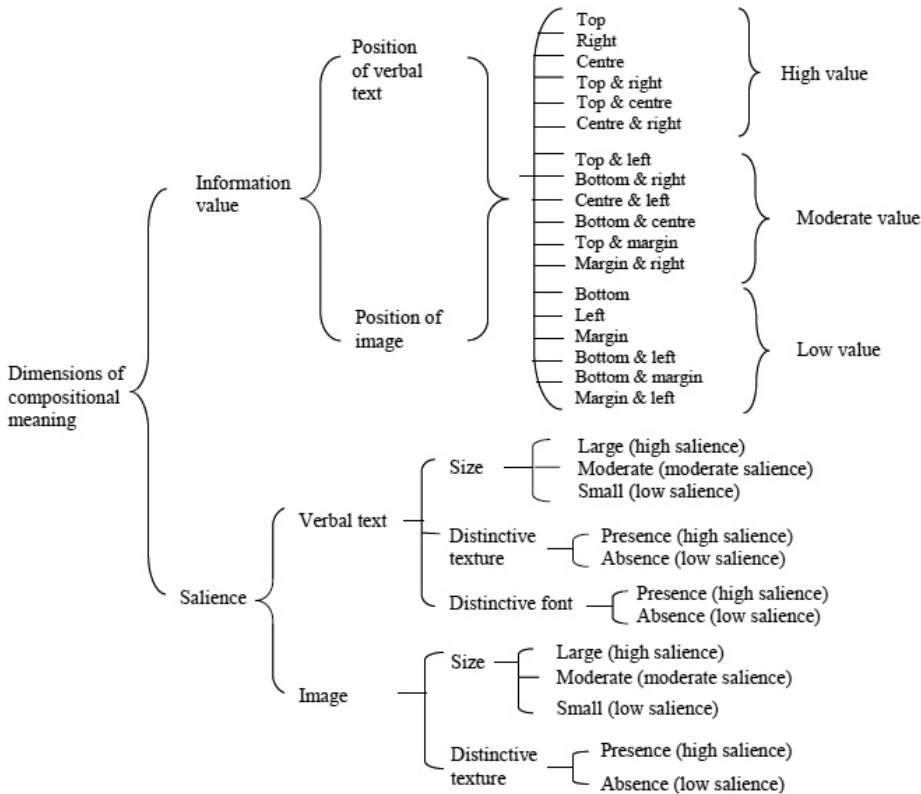 Dimensions of
compositional
meaning
Information
value
Position
of verbal
text
Position of
image
Top
Right
Centre
Top & right
Top & centre
Centre & right
High value
Top & left
Bottom & right
Centre & left
Bottom & centre
Top & margin
Margin & right
Moderate value
Bottom
Left
Margin
Bottom & left
Bottom & margin
Margin & left
Low value
Salience
Verbal text
Size
Large (high salience)
Moderate (moderate salience)
Small (low salience)
Distinctive
texture
Presence (high salience)
Absence (low salience)
Distinctive font
Presence (high salience)
Absence (low salience)
Image
Size
Large (high salience)
Moderate (moderate salience)
Small (low salience)
Distinctive
texture
Presence (high salience)
Absence (low salience)